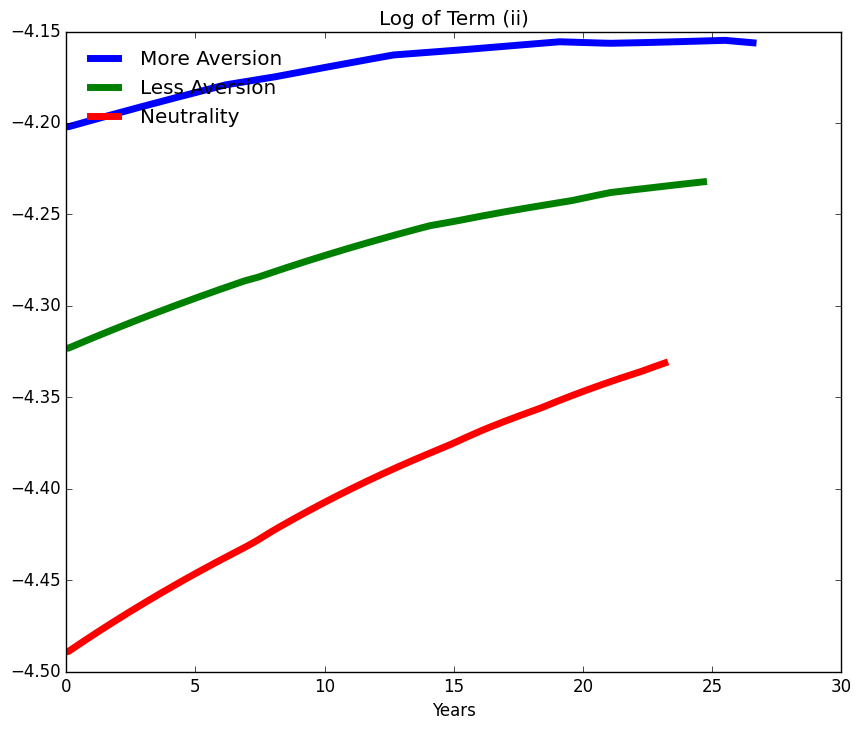 Log of Term (ii)
−4.15
−4.20
−4.25
−4.30
−4.35
−4.40
−4.45
−4.50
More Aversion
Less Aversion
Neutrality
0 5 10 15 20 25 30
Years